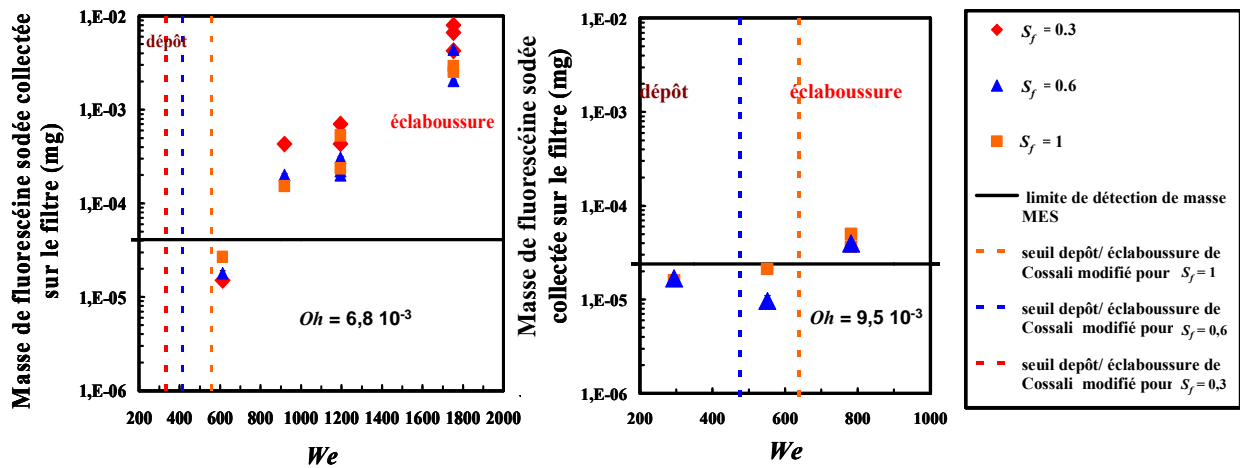 Masse de fluorescéine sodée collectée
sur le filtre (mg)
1,E-02
1,E-03
1,E-04
1,E-05
1,E-06
dépôt
éclaboussure
Oh = 6,8 10-3
200 400 600 800 1000 1200 1400 1600 1800 2000
We
Masse de fluorescéine sodée
collectée sur le filtre (mg)
1,E-02
1,E-03
1,E-04
1,E-05
1,E-06
dépôt
éclaboussure
Oh = 9,5 10-3
200 400 600 800 1000
We
Sf = 0.3
Sf = 0.6
Sf = 1
limite de détection de masse
MES
seuil depôt/ éclaboussure de
Cossali modifié pour Sf = 1
seuil depôt/ éclaboussure de
Cossali modifié pour Sf = 0,6
seuil depôt/ éclaboussure de
Cossali modifié pour Sf = 0,3